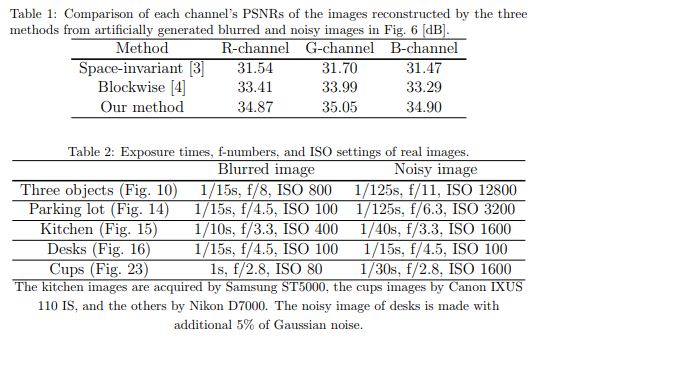 Table 1: Comparison of each channel's PSNRs of the images reconstructed by the three
methods from artificially generated blurred and noisy images in Fig. 6 [dB].
Method R-channel G-channel B-channel
Space-invariant [3] 31.54 31.70 31.47
Blockwise [4] 33.41 33.99 33.29
Our method 34.87 35.05 34.90
Table 2: Exposure times, f-numbers, and ISO settings of real images.
Blurred image Noisy image
Three objects (Fig. 10) 1/15s, f/8, ISO 800 1/125s, f/11, ISO 12800
Parking lot (Fig. 14) 1/15s, f/4.5, ISO 100 1/125s, f/6.3, ISO 3200
Kitchen (Fig. 15) 1/10s, f/3.3, ISO 400 1/40s, f/3.3, ISO 1600
Desks (Fig. 16) 1/15s, f/4.5, ISO 100 1/15s, f/4.5, ISO 100
Cups (Fig. 23) 1s, f/2.8, ISO 80 1/30s, f/2.8, ISO 1600
The kitchen images are acquired by Samsung ST5000, the cups images by Canon IXUS
110 IS, and the others by Nikon D7000. The noisy image of desks is made with
additional 5% of Gaussian noise.